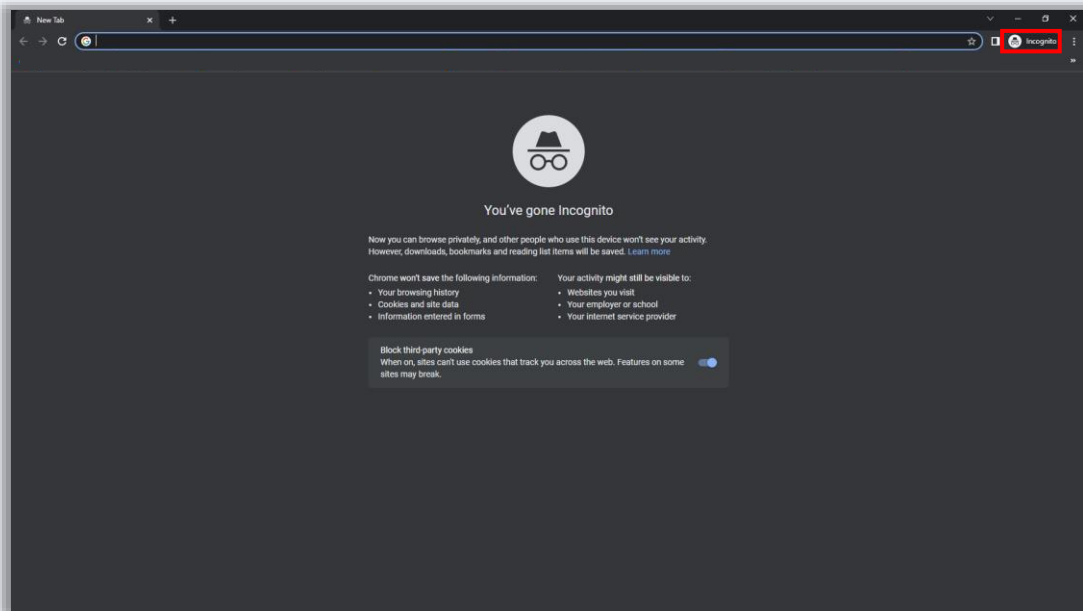 New Tab
Incognito
You've gone Incognito
Now you can browse privately, and other people who use this device won't see your activity.
However, downloads, bookmarks and reading list items will be saved. Learn more
Chrome won't save the following information:
• Your browsing history
• Cookies and site data
• Information entered in forms
Your activity might still be visible to:
• Websites you visit
• Your employer or school
• Your internet service provider
Block third-party cookies
When on, sites can't use cookies that track you across the web. Features on some
sites may break.